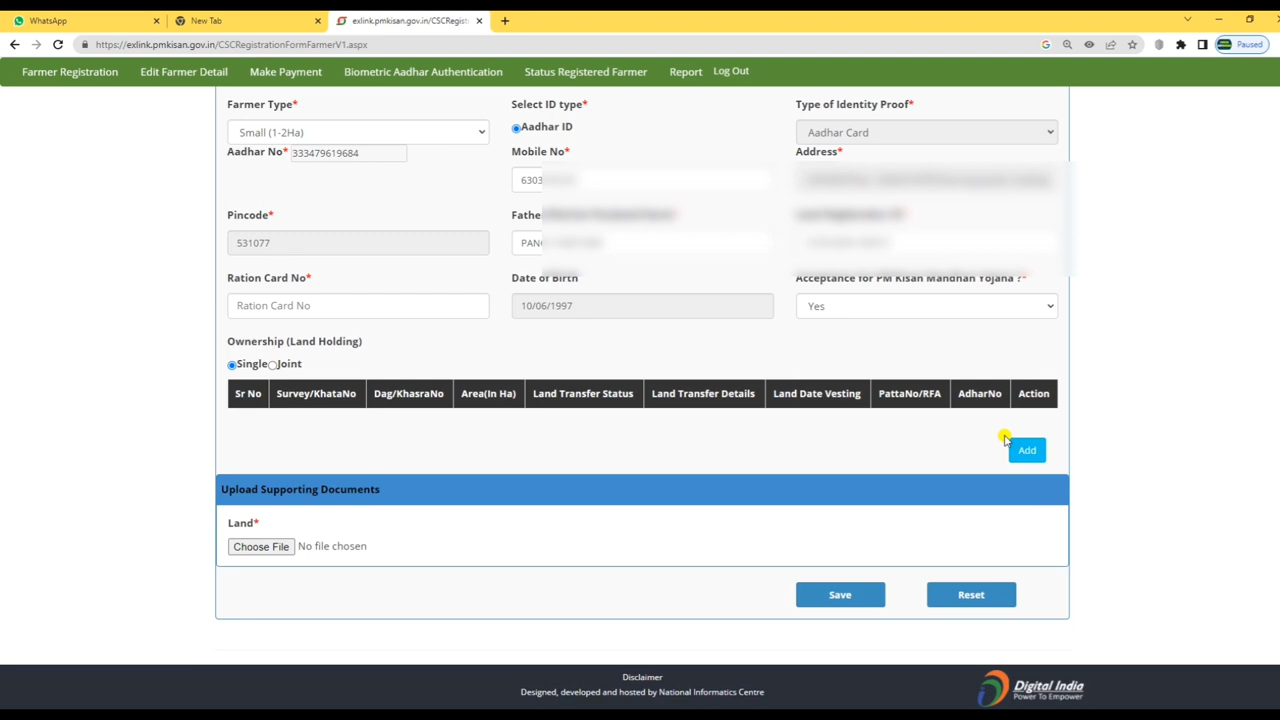 WhatsApp
New Tab
exlink.pmkisan.gov.in/CSCRegist
https://exlink.pmkisan.gov.in/CSCRegistrationFormFarmerV1.aspx
Paused
Farmer Registration Edit Farmer Detail Make Payment Biometric Aadhar Authentication Status Registered Farmer Report Log Out
Farmer Type* Select ID type* Type of Identity Proof*
Small (1-2Ha) Aadhar ID Aadhar Card
Aadhar No* 333479619684 Mobile No* Address*
6303
Pincode*
531077
Ration Card No* Date of Birth Acceptance for PM Kisan Mandhan Yojana ?*
Ration Card No 10/06/1997 Yes
Ownership (Land Holding)
Single Joint
Sr No Survey/KhataNo Dag/KhasraNo Area(In Ha) Land Transfer Status Land Transfer Details Land Date Vesting PattaNo/RFA AdharNo Action
Add
Upload Supporting Documents
Land*
Choose File No file chosen
Save Reset
Disclaimer
Designed, developed and hosted by National Informatics Centre
Digital India
Power To Empower